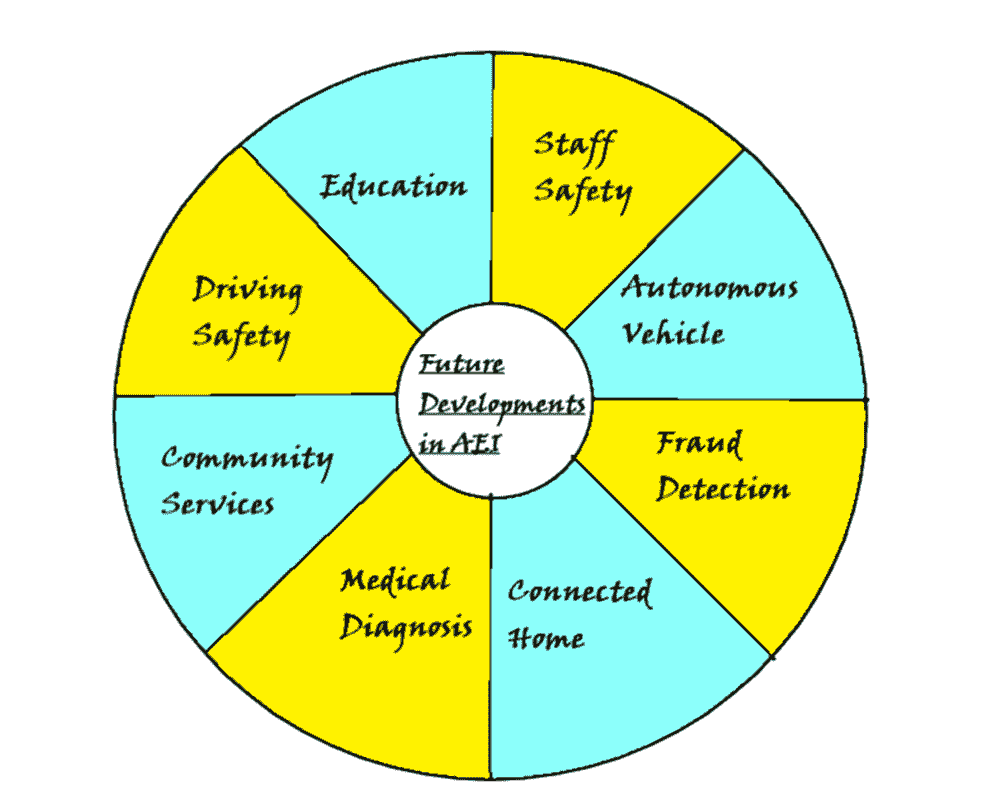 Education
Staff
Safety
Driving
Safety
Autonomous
Vehicle
Future
Developments
in AEI
Community
Services
Fraud
Detection
Medical
Diagnosis
Connected
Home